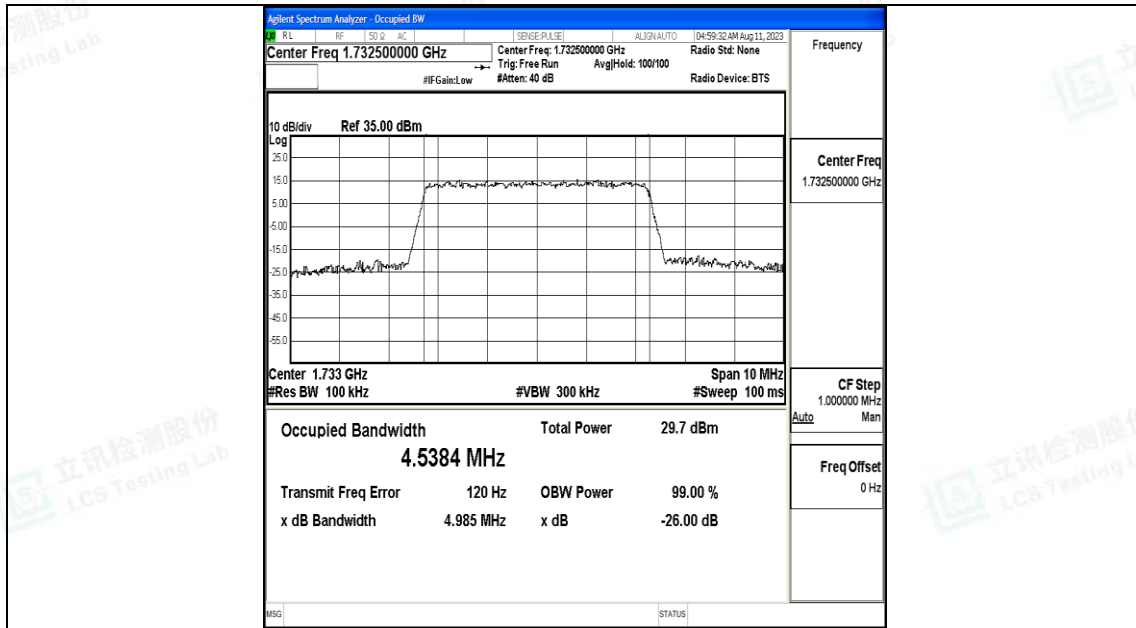 Agilent Spectrum Analyzer - Occupied BW
LXI RL RF 50 Ω AC SENSE:PULSE ALIGN AUTO 04:59:32 AM Aug 11, 2023
Center Freq 1.732500000 GHz
Center Freq: 1.732500000 GHz
Radio Std: None
Trig: Free Run Avg|Hold: 100/100
#IFGain:Low #Atten: 40 dB Radio Device: BTS
10 dB/div Ref 35.00 dBm
Log
25.0
15.0
5.00
-5.00
-15.0
-25.0
-35.0
-45.0
-55.0
Center 1.733 GHz Span 10 MHz
#Res BW 100 kHz #VBW 300 kHz #Sweep 100 ms
Occupied Bandwidth Total Power 29.7 dBm
4.5384 MHz
Transmit Freq Error 120 Hz OBW Power 99.00 %
x dB Bandwidth 4.985 MHz x dB -26.00 dB
MSG STATUS
Frequency
Center Freq
1.732500000 GHz
CF Step
1.000000 MHz
Auto Man
Freq Offset
0 Hz
立讯检测股份
LCS Testing Lab
立讯检测股份
LCS Testing L
检测股份
esting Lab
立
LCS